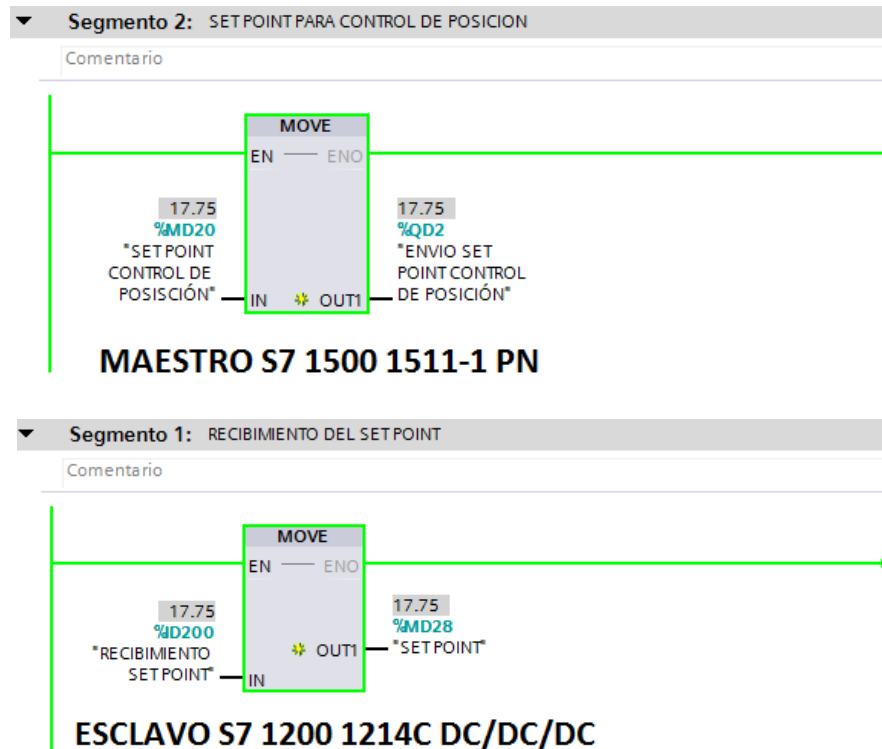 Segmento 2: SET POINT PARA CONTROL DE POSICION
Comentario
MOVE
EN ENO
17.75
%MD20
"SET POINT
CONTROL DE
POSISCIÓN"
IN
OUT1
17.75
%QD2
"ENVIO SET
POINT CONTROL
DE POSICIÓN"
MAESTRO S7 1500 1511-1 PN
Segmento 1: RECIBIMIENTO DEL SET POINT
Comentario
MOVE
EN ENO
17.75
%ID200
"RECIBIMIENTO
SET POINT"
IN
OUT1
17.75
%MD28
"SET POINT"
ESCLAVO S7 1200 1214C DC/DC/DC